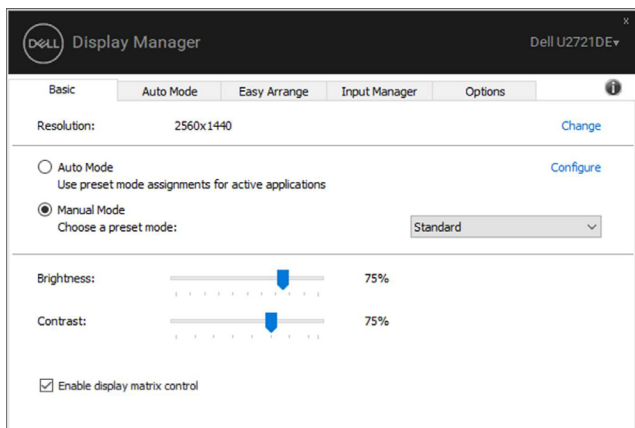 DELL Display Manager
x
Dell U2721DE
Basic Auto Mode Easy Arrange Input Manager Options i
Resolution: 2560x1440 Change
Auto Mode Configure
Use preset mode assignments for active applications
Manual Mode
Choose a preset mode: Standard
Brightness: 75%
Contrast: 75%
Enable display matrix control